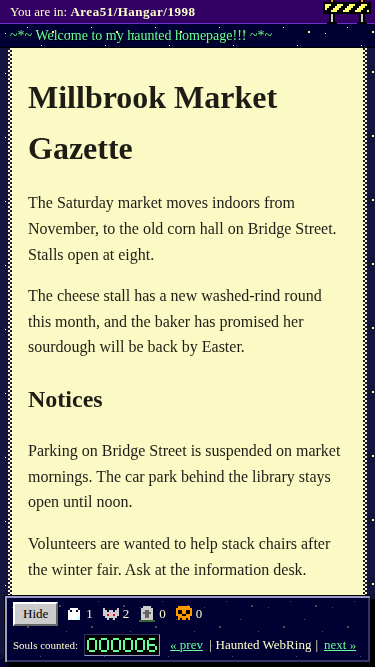 You are in: Area51/Hangar/1998
~*~ Welcome to my haunted homepage!!! ~*~
Millbrook Market
Gazette
The Saturday market moves indoors from
November, to the old corn hall on Bridge Street.
Stalls open at eight.
The cheese stall has a new washed-rind round
this month, and the baker has promised her
sourdough will be back by Easter.
Notices
Parking on Bridge Street is suspended on market
mornings. The car park behind the library stays
open until noon.
Volunteers are wanted to help stack chairs after
the winter fair. Ask at the information desk.
Hide 1 2 0 0
Souls counted: 000006 « prev | Haunted WebRing | next »